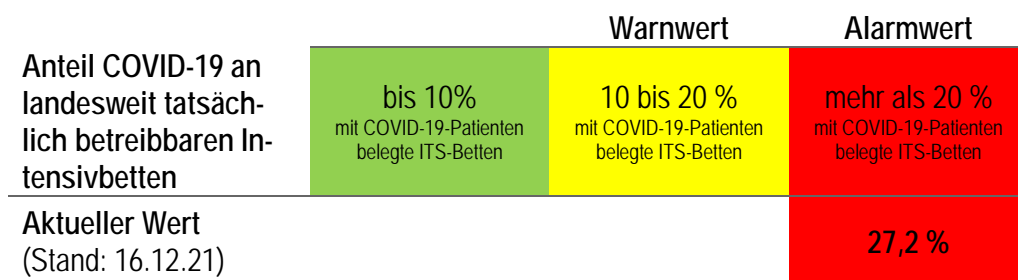 Warnwert Alarmwert
Anteil COVID-19 an
landesweit tatsäch-
lich betreibbaren In-
tensivbetten
bis 10%
mit COVID-19-Patienten
belegte ITS-Betten
10 bis 20 %
mit COVID-19-Patienten
belegte ITS-Betten
mehr als 20 %
mit COVID-19-Patienten
belegte ITS-Betten
Aktueller Wert
(Stand: 16.12.21)
27,2 %